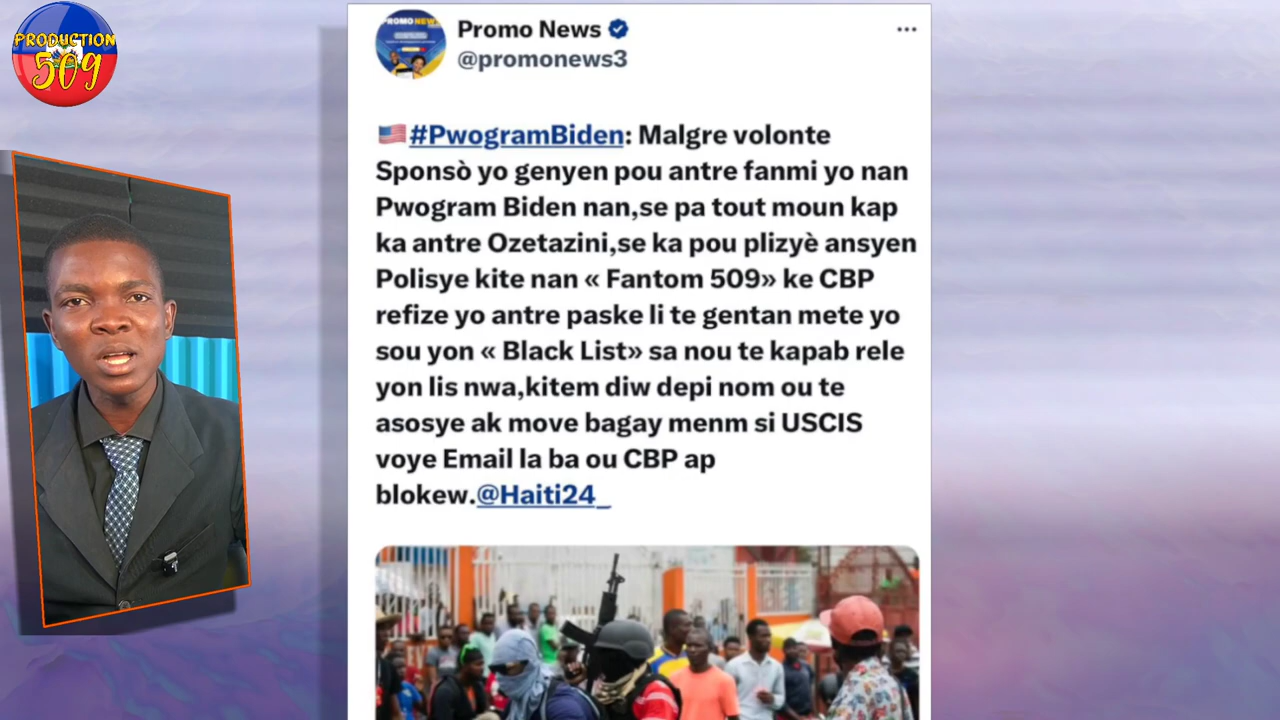 PRODUCTION
509
PROMO NEWS
Promo News
@promonews3
#PwogramBiden: Malgre volonte
Sponsò yo genyen pou antre fanmi yo nan
Pwogram Biden nan,se pa tout moun kap
ka antre Ozetazini,se ka pou plizyè ansyen
Polisye kite nan « Fantom 509» ke CBP
refize yo antre paske li te gentan mete yo
sou yon « Black List» sa nou te kapab rele
yon lis nwa,kitem diw depi nom ou te
asosye ak move bagay menm si USCIS
voye Email la ba ou CBP ap
blokew.@Haiti24_